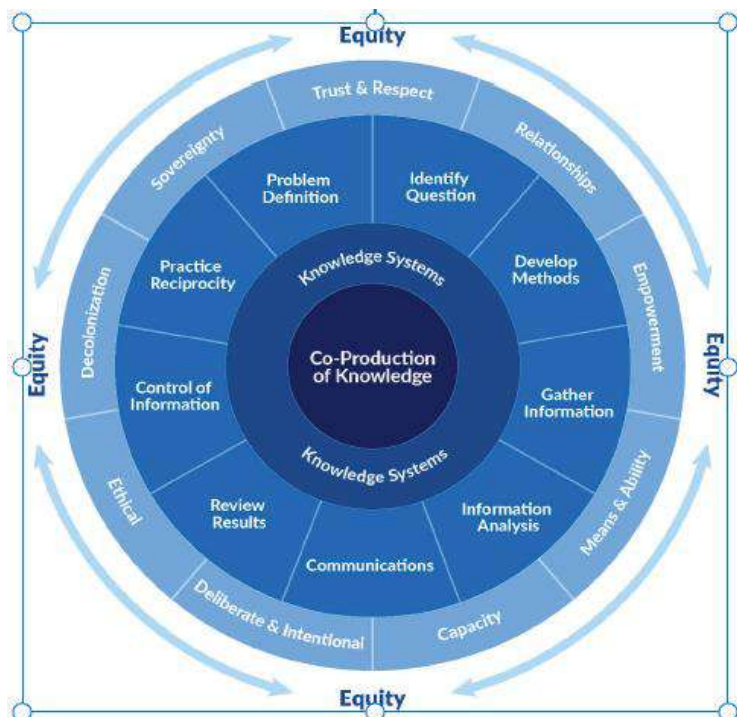 Equity
Trust & Respect
Relationships
Empowerment
Means & Ability
Capacity
Deliberate & Intentional
Ethical
Decolonization
Sovereignty
Equity
Equity
Equity
Problem
Definition
Identify
Question
Develop
Methods
Gather
Information
Information
Analysis
Communications
Review
Results
Control of
Information
Practice
Reciprocity
Knowledge Systems
Co-Production
of Knowledge
Knowledge Systems